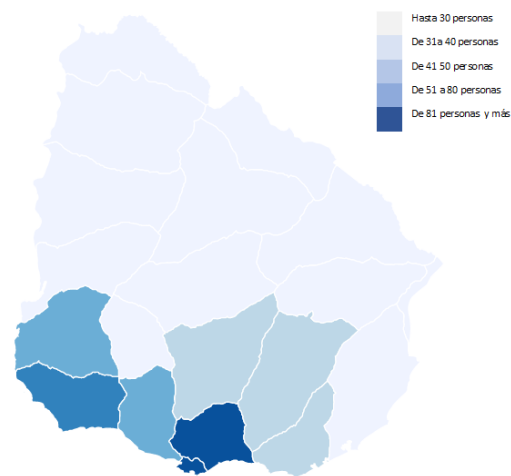 Hasta 30 personas
De 31a 40 personas
De 41 50 personas
De 51 a 80 personas
De 81 personas y más